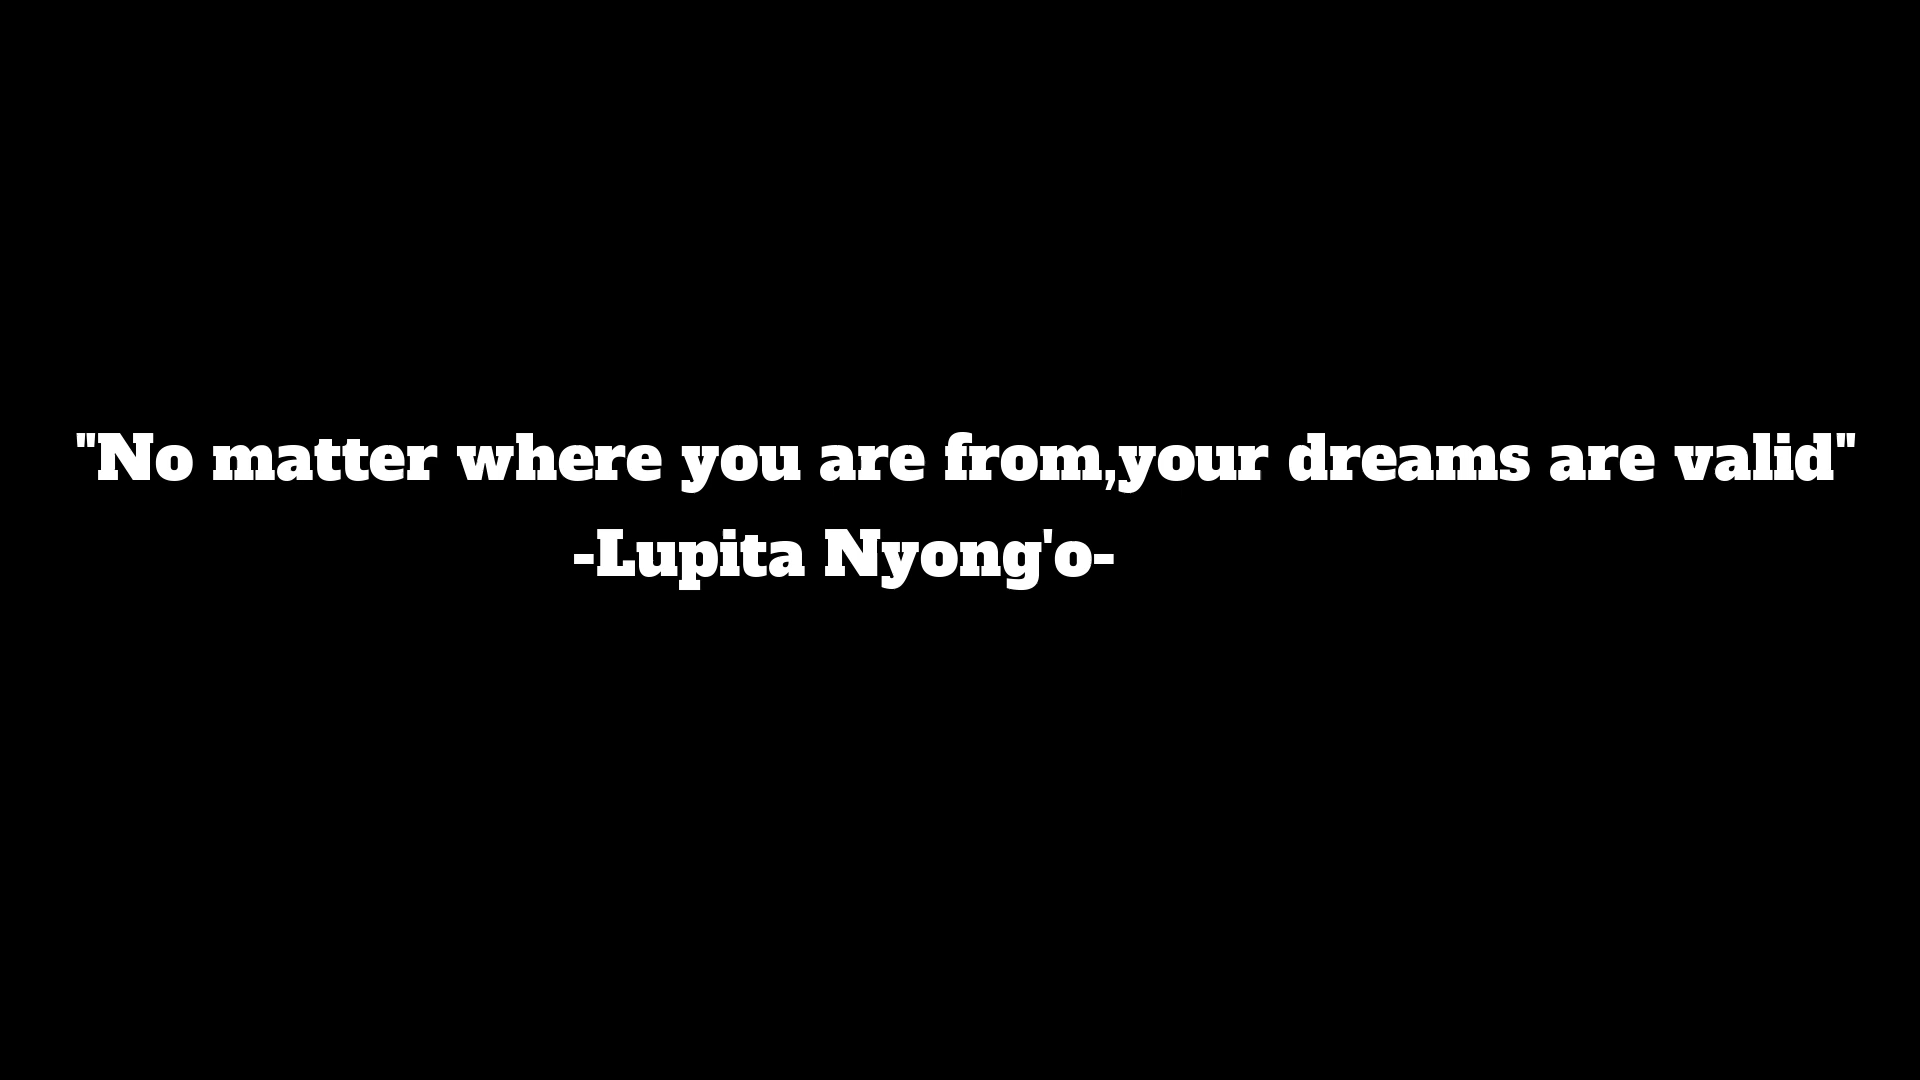 "No matter where you are from,your dreams are valid"
-Lupita Nyong'o-